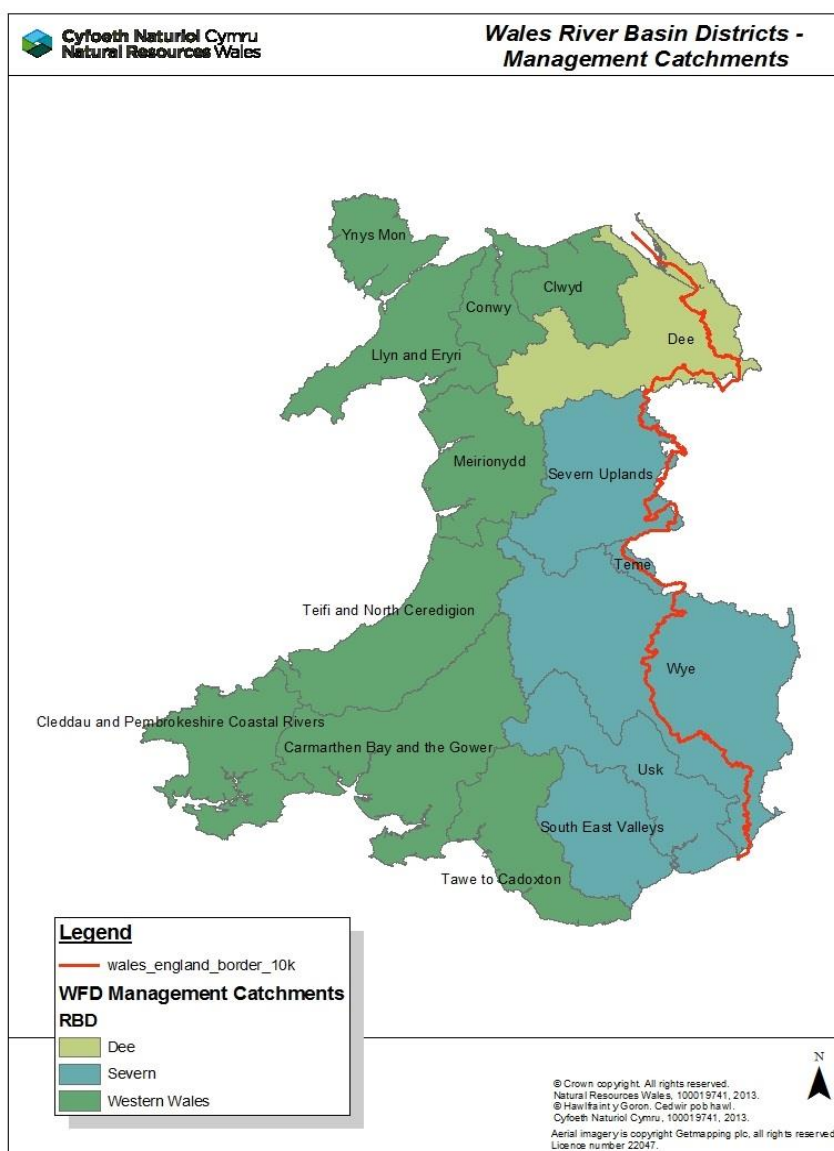 Cyfoeth Naturiol Cymru
Natural Resources Wales
Wales River Basin Districts -
Management Catchments
Ynys Mon
Clwyd
Conwy
Dee
Llyn and Eryri
Meirionydd
Severn Uplands
Teme
Teifi and North Ceredigion
Wye
Cleddau and Pembrokeshire Coastal Rivers
Carmarthen Bay and the Gower
Usk
South East Valleys
Tawe to Cadoxton
Legend
wales_england_border_10k
WFD Management Catchments
RBD
Dee
Severn
Western Wales
N
© Crown copyright. All rights reserved.
Natural Resources Wales, 100019741, 2013.
© Hawlfraint y Goron. Cedwir pob hawl.
Cyfoeth Naturiol Cymru, 100019741, 2013.
Aerial imagery is copyright Getmapping plc, all rights reserved
Licence number 22047.